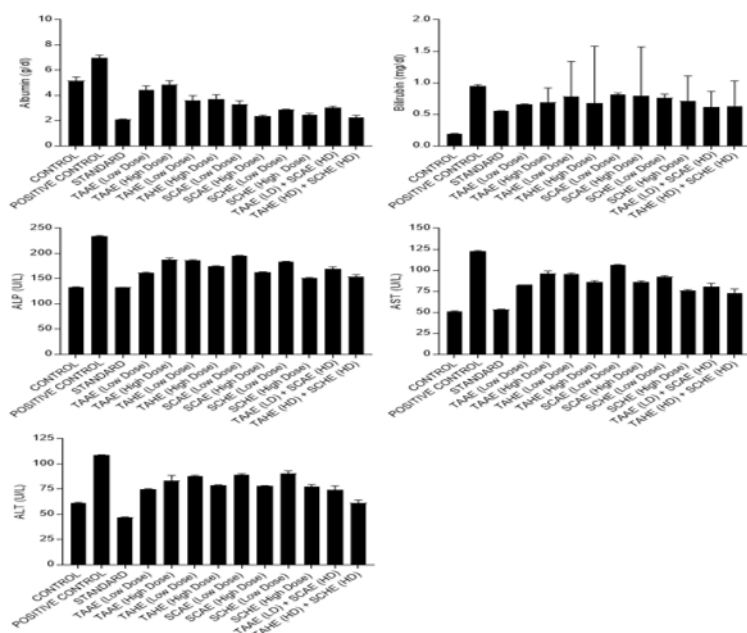 Albumin (g/dl)
10
8
6
4
2
0
CONTROL
POSITIVE CONTROL
STANDARD
TAAE (Low Dose)
TAAE (High Dose)
TAHE (Low Dose)
TAHE (High Dose)
SCAE (Low Dose)
SCAE (High Dose)
SCHE (Low Dose)
SCHE (High Dose)
TAAE (LD) + SCAE (HD)
TAHE (HD) + SCHE (HD)
Bilirubin (mg/dl)
2.0
1.5
1.0
0.5
0.0
CONTROL
POSITIVE CONTROL
STANDARD
TAAE (Low Dose)
TAAE (High Dose)
TAHE (Low Dose)
TAHE (High Dose)
SCAE (Low Dose)
SCAE (High Dose)
SCHE (Low Dose)
SCHE (High Dose)
TAAE (LD) + SCAE (HD)
TAHE (HD) + SCHE (HD)
ALP (U/L)
250
200
150
100
50
0
CONTROL
POSITIVE CONTROL
STANDARD
TAAE (Low Dose)
TAAE (High Dose)
TAHE (Low Dose)
TAHE (High Dose)
SCAE (Low Dose)
SCAE (High Dose)
SCHE (Low Dose)
SCHE (High Dose)
TAAE (LD) + SCAE (HD)
TAHE (HD) + SCHE (HD)
AST (U/L)
150
125
100
75
50
25
0
CONTROL
POSITIVE CONTROL
STANDARD
TAAE (Low Dose)
TAAE (High Dose)
TAHE (Low Dose)
TAHE (High Dose)
SCAE (Low Dose)
SCAE (High Dose)
SCHE (Low Dose)
SCHE (High Dose)
TAAE (LD) + SCAE (HD)
TAHE (HD) + SCHE (HD)
ALT (U/L)
125
100
75
50
25
0
CONTROL
POSITIVE CONTROL
STANDARD
TAAE (Low Dose)
TAAE (High Dose)
TAHE (Low Dose)
TAHE (High Dose)
SCAE (Low Dose)
SCAE (High Dose)
SCHE (Low Dose)
SCHE (High Dose)
TAAE (LD) + SCAE (HD)
TAHE (HD) + SCHE (HD)